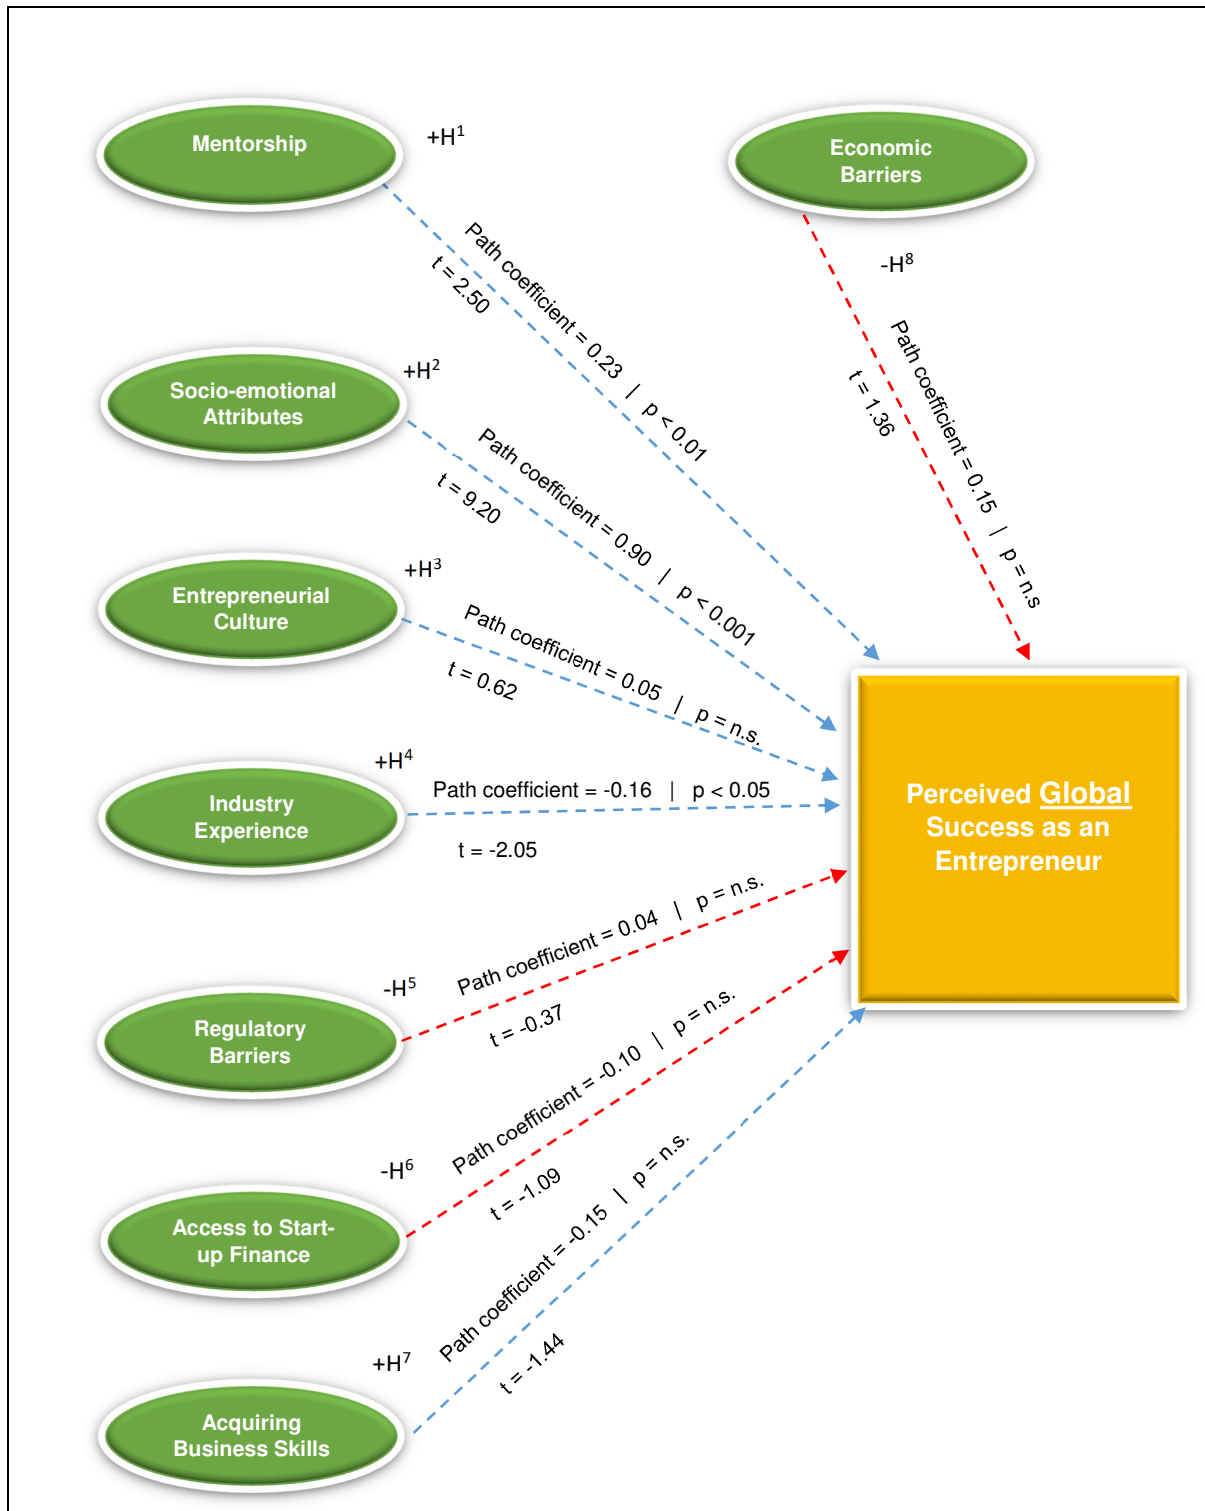 Mentorship
+H1
Economic
Barriers
-H8
Path coefficient = 0.23 | p < 0.01
t = 2.50
Path coefficient = 0.15 | p = n.s
t = 1.36
Socio-emotional
Attributes
+H2
Path coefficient = 0.90 | p < 0.001
t = 9.20
Entrepreneurial
Culture
+H3
Path coefficient = 0.05 | p = n.s.
t = 0.62
Industry
Experience
+H4
Path coefficient = -0.16 | p < 0.05
t = -2.05
Perceived Global
Success as an
Entrepreneur
Regulatory
Barriers
-H5
Path coefficient = 0.04 | p = n.s.
t = -0.37
Access to Start-
up Finance
-H6
Path coefficient = -0.10 | p = n.s.
t = -1.09
Acquiring
Business Skills
+H7
Path coefficient = -0.15 | p = n.s.
t = -1.44